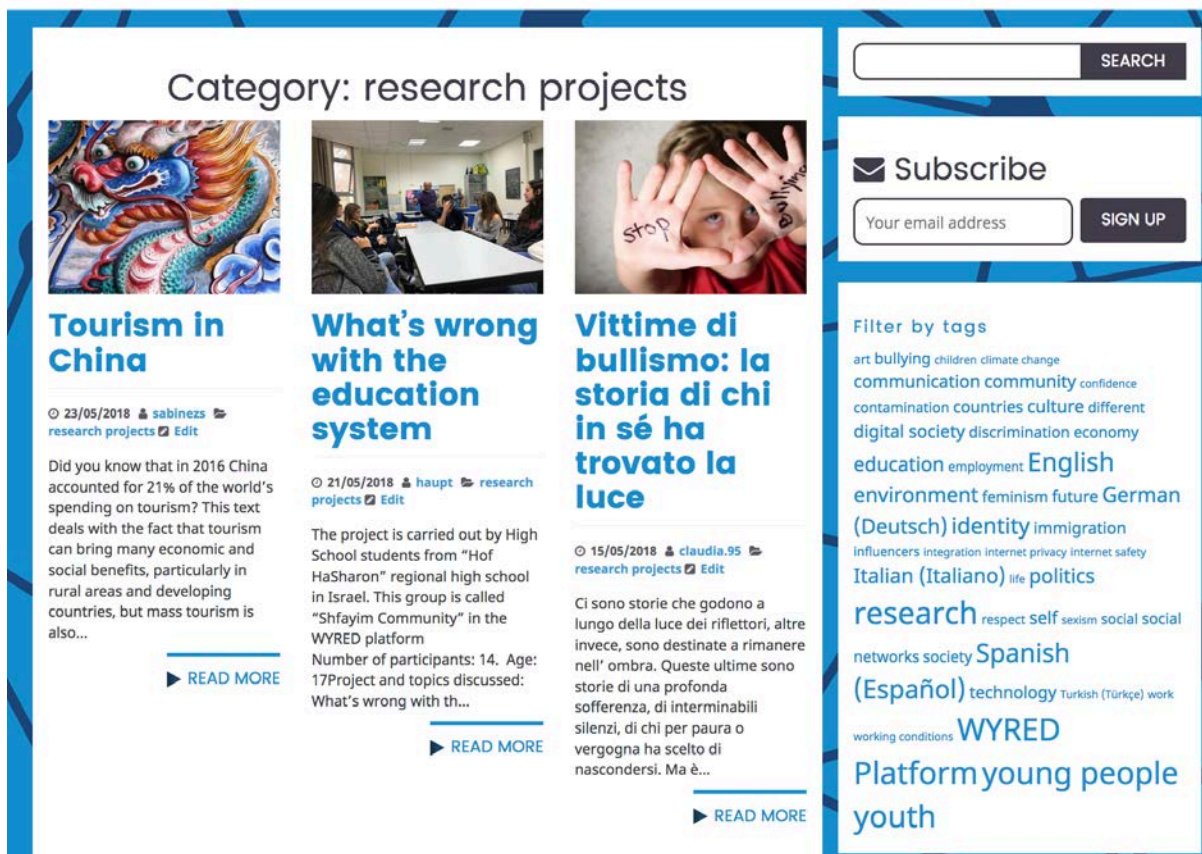 Category: research projects
stop
bullying
Tourism in
China
23/05/2018 sabinezs
research projects Edit
Did you know that in 2016 China
accounted for 21% of the world's
spending on tourism? This text
deals with the fact that tourism
can bring many economic and
social benefits, particularly in
rural areas and developing
countries, but mass tourism is
also...
READ MORE
What's wrong
with the
education
system
21/05/2018 haupt research
projects Edit
The project is carried out by High
School students from “Hof
HaSharon” regional high school
in Israel. This group is called
“Shfayim Community” in the
WYRED platform
Number of participants: 14. Age:
17Project and topics discussed:
What's wrong with th...
READ MORE
Vittime di
bullismo: la
storia di chi
in sé ha
trovato la
luce
15/05/2018 claudia.95
research projects Edit
Ci sono storie che godono a
lungo della luce dei riflettori, altre
invece, sono destinate a rimanere
nell' ombra. Queste ultime sono
storie di una profonda
sofferenza, di interminabili
silenzi, di chi per paura o
vergogna ha scelto di
nascondersi. Ma è...
READ MORE
SEARCH
Subscribe
Your email address SIGN UP
Filter by tags
art bullying children climate change
communication community confidence
contamination countries culture different
digital society discrimination economy
education employment English
environment feminism future German
(Deutsch) identity immigration
influencers integration internet privacy internet safety
Italian (Italiano) life politics
research respect self sexism social social
networks society Spanish
(Español) technology Turkish (Türkçe) work
working conditions WYRED
Platform young people
youth